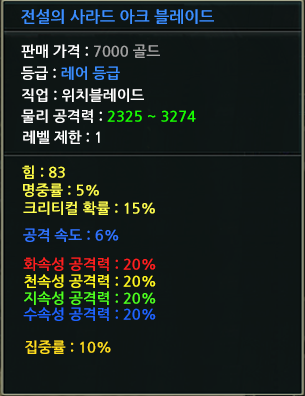 전설의 사라드 아크 블레이드
판매 가격 : 7000 골드
등급 : 레어 등급
직업 : 위치블레이드
물리 공격력 : 2325 ~ 3274
레벨 제한 : 1
힘 : 83
명중률 : 5%
크리티컬 확률 : 15%
공격 속도 : 6%
화속성 공격력 : 20%
천속성 공격력 : 20%
지속성 공격력 : 20%
수속성 공격력 : 20%
집중률 : 10%